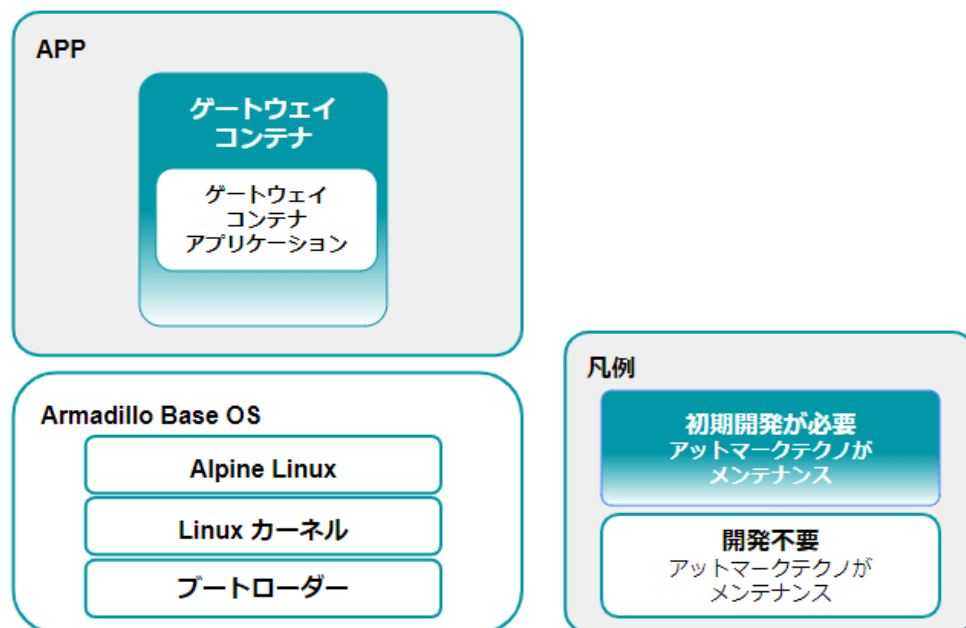 APP
ゲートウェイ
コンテナ
ゲートウェイ
コンテナ
アプリケーション
Armadillo Base OS
Alpine Linux
Linux カーネル
ブートローダー
凡例
初期開発が必要
アットマークテクノが
メンテナンス
開発不要
アットマークテクノが
メンテナンス